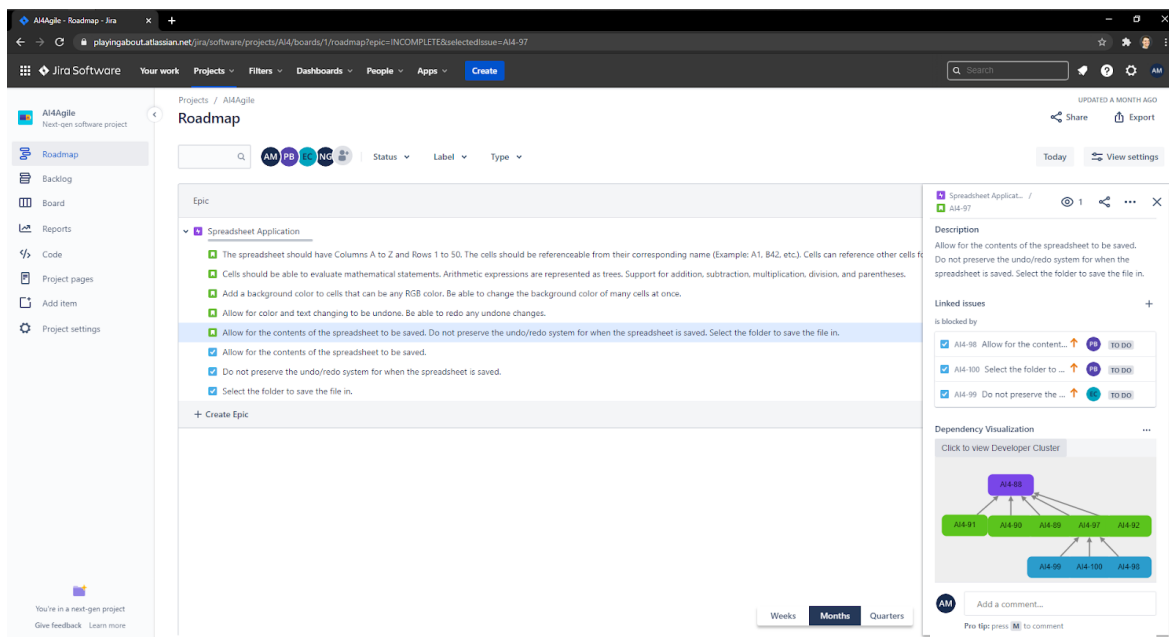 AI4Agile - Roadmap - Jira
playingabout.atlassian.net/jira/software/projects/AI4/boards/1/roadmap?epic=INCOMPLETE&selectedIssue=AI4-97
Jira Software Your work Projects Filters Dashboards People Apps Create Search AM
AI4Agile
Next-gen software project
Roadmap
Backlog
Board
Reports
Code
Project pages
Add item
Project settings
You're in a next-gen project
Give feedback Learn more
Projects / AI4Agile
Roadmap
UPDATED A MONTH AGO
Share Export
AM PB EC NG Status Label Type
Today View settings
Epic
Spreadsheet Application
The spreadsheet should have Columns A to Z and Rows 1 to 50. The cells should be referenceable from their corresponding name (Example: A1, B42, etc.). Cells can reference other cells fo
Cells should be able to evaluate mathematical statements. Arithmetic expressions are represented as trees. Support for addition, subtraction, multiplication, division, and parentheses.
Add a background color to cells that can be any RGB color. Be able to change the background color of many cells at once.
Allow for color and text changing to be undone. Be able to redo any undone changes.
Allow for the contents of the spreadsheet to be saved. Do not preserve the undo/redo system for when the spreadsheet is saved. Select the folder to save the file in.
Allow for the contents of the spreadsheet to be saved.
Do not preserve the undo/redo system for when the spreadsheet is saved.
Select the folder to save the file in.
+ Create Epic
Weeks Months Quarters
Spreadsheet Applicat... /
AI4-97
1
Description
Allow for the contents of the spreadsheet to be saved.
Do not preserve the undo/redo system for when the
spreadsheet is saved. Select the folder to save the file in.
Linked issues
is blocked by
AI4-98 Allow for the content... PB TO DO
AI4-100 Select the folder to ... PB TO DO
AI4-99 Do not preserve the ... EC TO DO
Dependency Visualization
Click to view Developer Cluster
AI4-88
AI4-91 AI4-90 AI4-89 AI4-97 AI4-92
AI4-99 AI4-100 AI4-98
AM Add a comment...
Pro tip: press M to comment